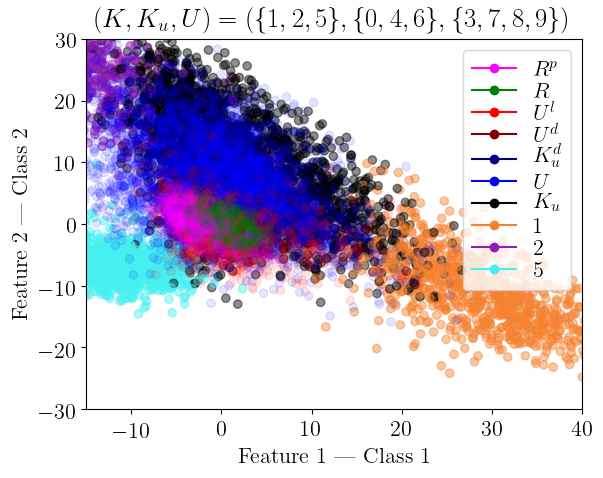 (K, K_u, U) = ({1, 2, 5}, {0, 4, 6}, {3, 7, 8, 9})
30
20
10
0
−10
−20
−30
Feature 2 — Class 2
R^p
R
U^l
U^d
K_u^d
U
K_u
1
2
5
−10 0 10 20 30 40
Feature 1 — Class 1